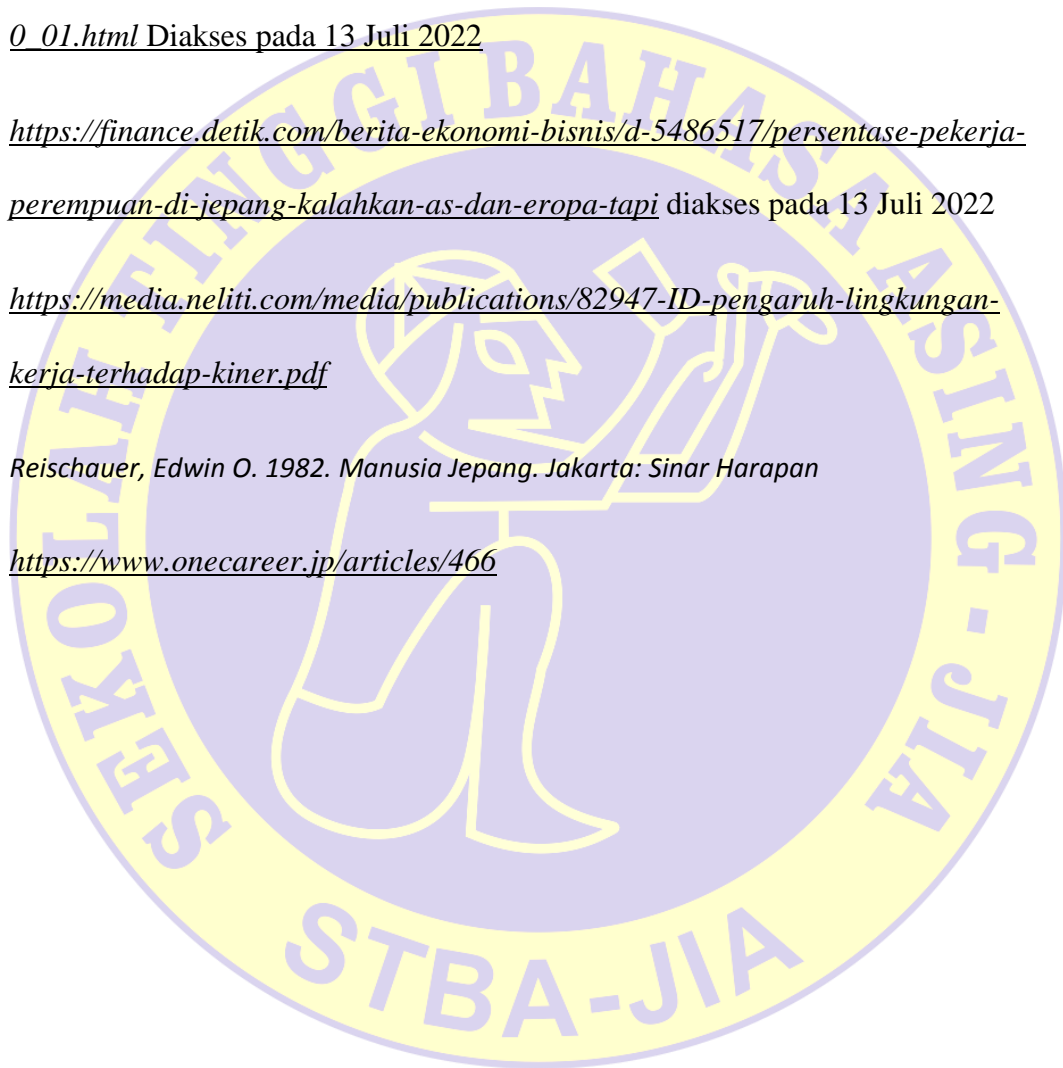 0_01.html Diakses pada 13 Juli 2022
https://finance.detik.com/berita-ekonomi-bisnis/d-5486517/persentase-pekerja-
perempuan-di-jepang-kalahkan-as-dan-eropa-tapi diakses pada 13 Juli 2022
https://media.neliti.com/media/publications/82947-ID-pengaruh-lingkungan-
kerja-terhadap-kiner.pdf
Reischauer, Edwin O. 1982. Manusia Jepang. Jakarta: Sinar Harapan
https://www.onecareer.jp/articles/466
SEKOLAH TINGGI BAHASA ASING - JIA
STBA-JIA